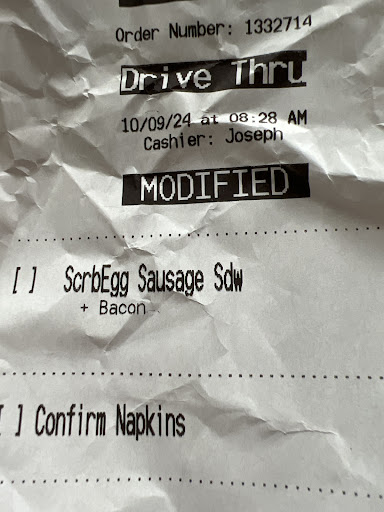 Order Number: 1332714
Drive Thru
10/09/24 at 08:28 AM
Cashier: Joseph
MODIFIED
[ ] ScrbEgg Sausage Sdw
+ Bacon
[ ] Confirm Napkins